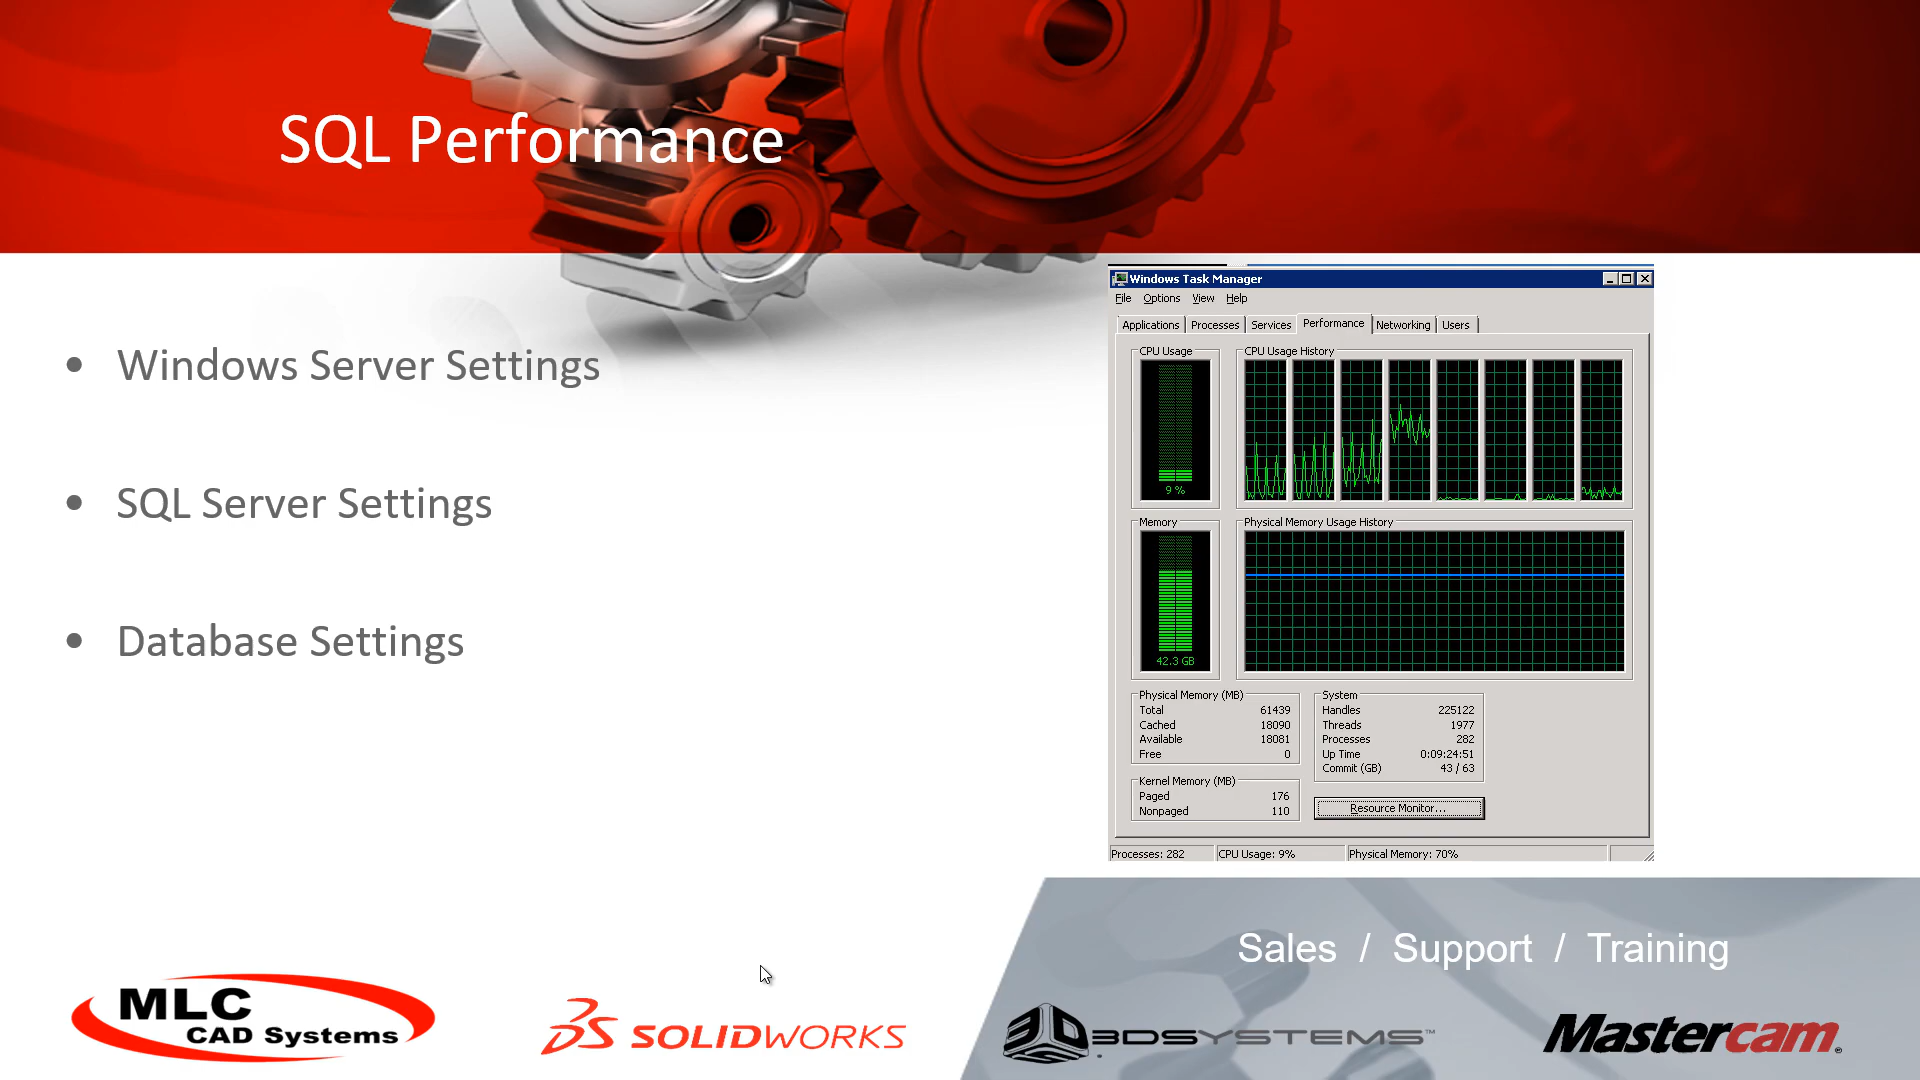 SQL Performance
• Windows Server Settings
• SQL Server Settings
• Database Settings
Windows Task Manager
File Options View Help
Applications Processes Services Performance Networking Users
CPU Usage
CPU Usage History
9 %
Memory
Physical Memory Usage History
42.3 GB
Physical Memory (MB)
Total 61439
Cached 18090
Available 18081
Free 0
Kernel Memory (MB)
Paged 176
Nonpaged 110
System
Handles 225122
Threads 1977
Processes 282
Up Time 0:09:24:51
Commit (GB) 43 / 63
Resource Monitor...
Processes: 282 CPU Usage: 9% Physical Memory: 70%
Sales / Support / Training
MLC
CAD Systems
SOLIDWORKS
3DSYSTEMS™
Mastercam®